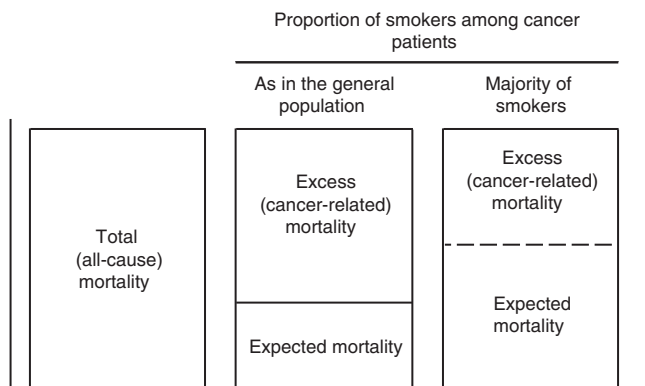 Proportion of smokers among cancer
patients
As in the general
population
Majority of
smokers
Total
(all-cause)
mortality
Excess
(cancer-related)
mortality
Expected mortality
Excess
(cancer-related)
mortality
Expected
mortality